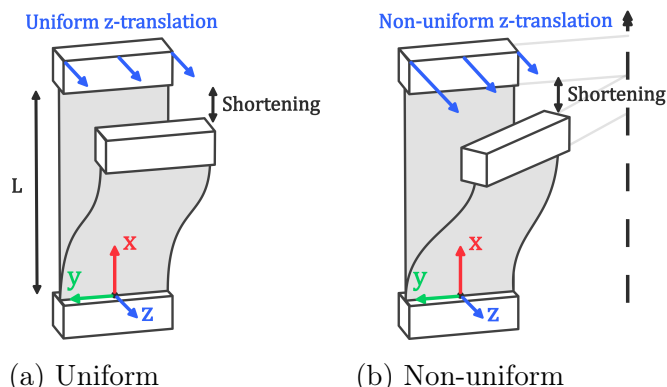 Uniform z-translation
Shortening
L
x
y
z
(a) Uniform
Non-uniform z-translation
Shortening
x
y
z
(b) Non-uniform